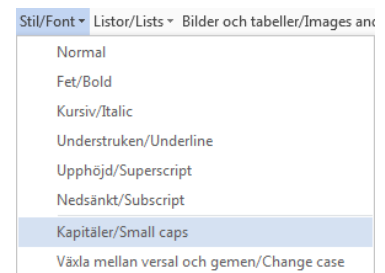 Stil/Font Listor/Lists Bilder och tabeller/Images and
Normal
Fet/Bold
Kursiv/Italic
Understruken/Underline
Upphöjd/Superscript
Nedsänkt/Subscript
Kapitäler/Small caps
Växla mellan versal och gemen/Change case